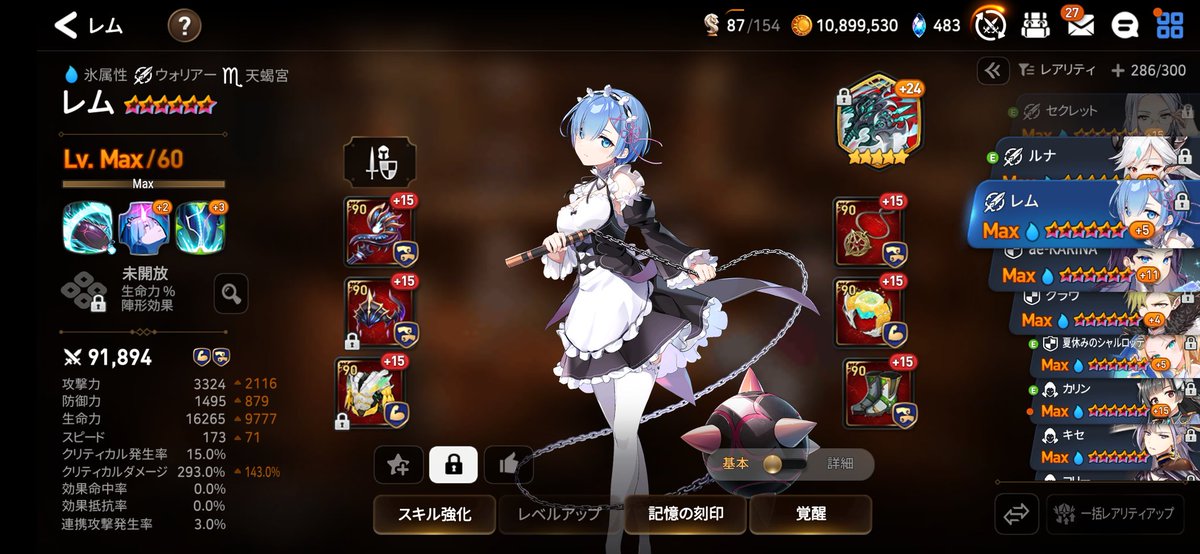 レム
?
87/154
10,899,530
483
27
氷属性 ウォリアー 天蝎宮
レム
Lv. Max/60
Max
+2
+3
未開放
生命力%
陣形効果
91,894
攻撃力 3324 2116
防御力 1495 879
生命力 16265 9777
スピード 173 71
クリティカル発生率 15.0%
クリティカルダメージ 293.0% 143.0%
効果命中率 0.0%
効果抵抗率 0.0%
連携攻撃発生率 3.0%
90 +15
90 +15
90 +15
+24
90 +15
90 +15
90 +15
基本 詳細
スキル強化
レベルアップ
記憶の刻印
覚醒
レアリティ
286/300
E セクレット
Max +15
E ルナ
レム
Max +5
ae-KARINA
Max +11
クラウ
Max +4
E 夏休みのシャルロッテ
Max +5
E カリン
Max +15
キセ
Max
一括レアリティアップ